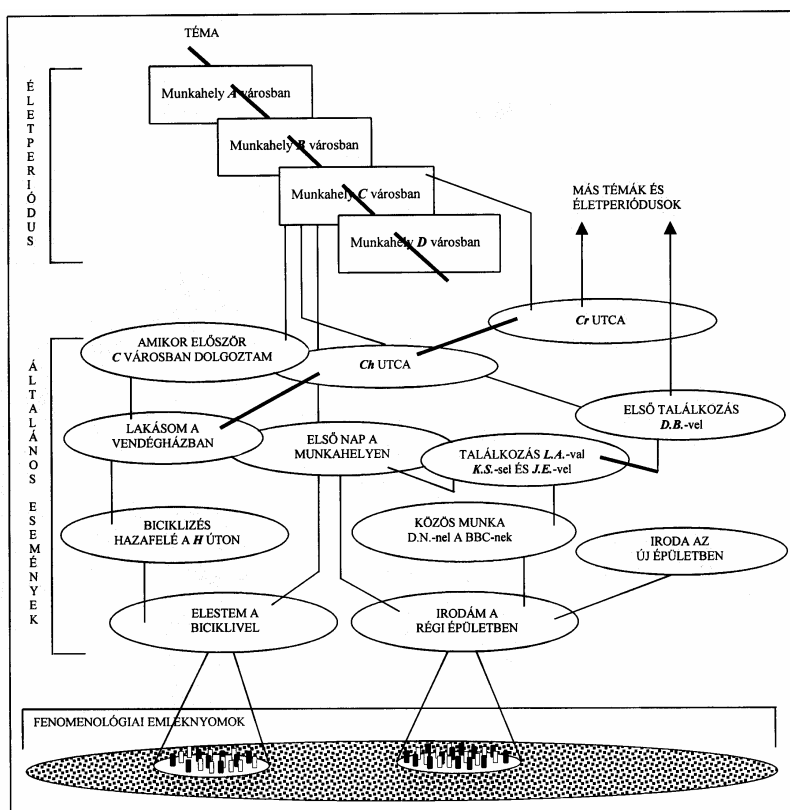 TÉMA
Munkahely A városban
Munkahely B városban
Munkahely C városban
Munkahely D városban
ÉLETPERIÓDUS
MÁS TÉMÁK ÉS
ÉLETPERIÓDUSOK
Cr UTCA
AMIKOR ELŐSZÖR
C VÁROSBAN DOLGOZTAM
Ch UTCA
ELSŐ TALÁLKOZÁS
D.B.-vel
LAKÁSOM A
VENDÉGHÁZBAN
ELSŐ NAP A
MUNKAHELYEN
TALÁLKOZÁS L.A.-val
K.S.-sel ÉS J.E.-vel
ÁLTALÁNOS ESEMÉNYEK
BICIKLIZÉS
HAZAFELÉ A H ÚTON
KÖZÖS MUNKA
D.N.-nel A BBC-nek
IRODA AZ
ÚJ ÉPÜLETBEN
ELESTEM A
BICIKLIVEL
IRODÁM A
RÉGI ÉPÜLETBEN
FENOMENOLÓGIAI EMLÉKNYOMOK